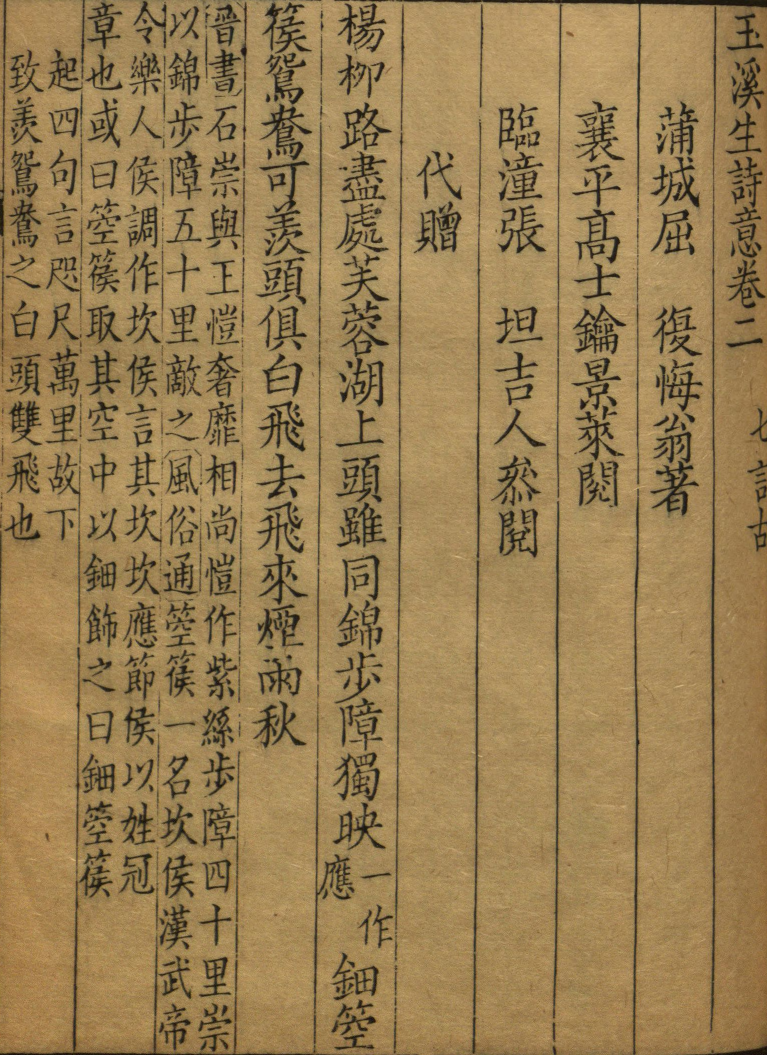 玉溪生詩意卷二 七言古
蒲城屈 復悔翁著
襄平高士鑰景萊閱
臨潼張 坦吉人叅閱
代贈
楊柳路盡處芙蓉湖上頭雖同錦步障獨映一作應鈿箜
篌鴛鴦可羨頭俱白飛去飛來煙雨秋
晉書石崇與王愷奢靡相尚愷作紫絲步障四十里崇
以錦步障五十里敵之風俗通箜篌一名坎侯漢武帝
令樂人侯調作坎侯言其坎坎應節侯以姓冠
章也或曰箜篌取其空中以鈿飾之曰鈿箜篌
起四句言咫尺萬里故下
致羨鴛鴦之白頭雙飛也